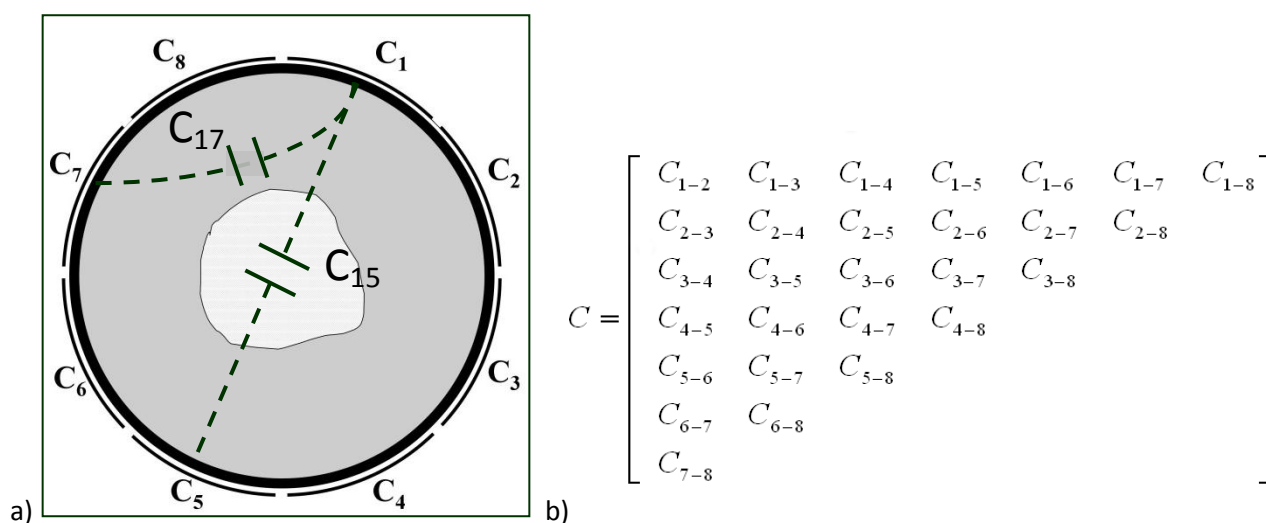 C8 C1
C17
C7 C2
C15
C6 C3
C5 C4
a)
b)
C =
C1-2 C1-3 C1-4 C1-5 C1-6 C1-7 C1-8
C2-3 C2-4 C2-5 C2-6 C2-7 C2-8
C3-4 C3-5 C3-6 C3-7 C3-8
C4-5 C4-6 C4-7 C4-8
C5-6 C5-7 C5-8
C6-7 C6-8
C7-8